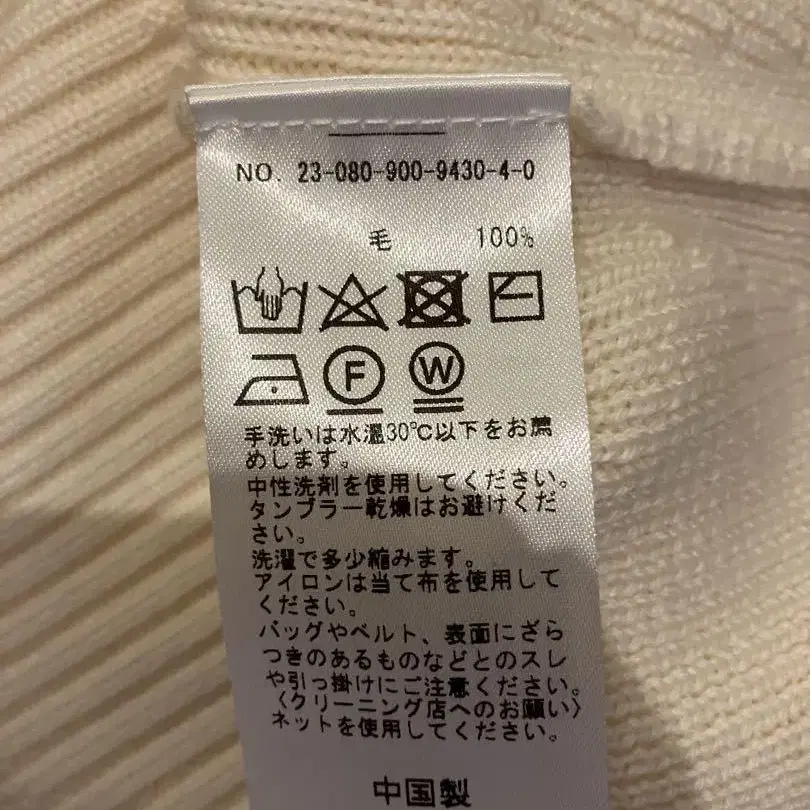 NO. 23-080-900-9430-4-0
毛 100%
F W
手洗いは水温30℃以下をお薦
めします。
中性洗剤を使用してください。
タンブラー乾燥はお避けくだ
さい。
洗濯で多少縮みます。
アイロンは当て布を使用して
ください。
バッグやベルト、表面にざら
つきのあるものなどとのスレ
や引っ掛けにご注意ください。
〈クリーニング店へのお願い〉
ネットを使用してください。
中国製